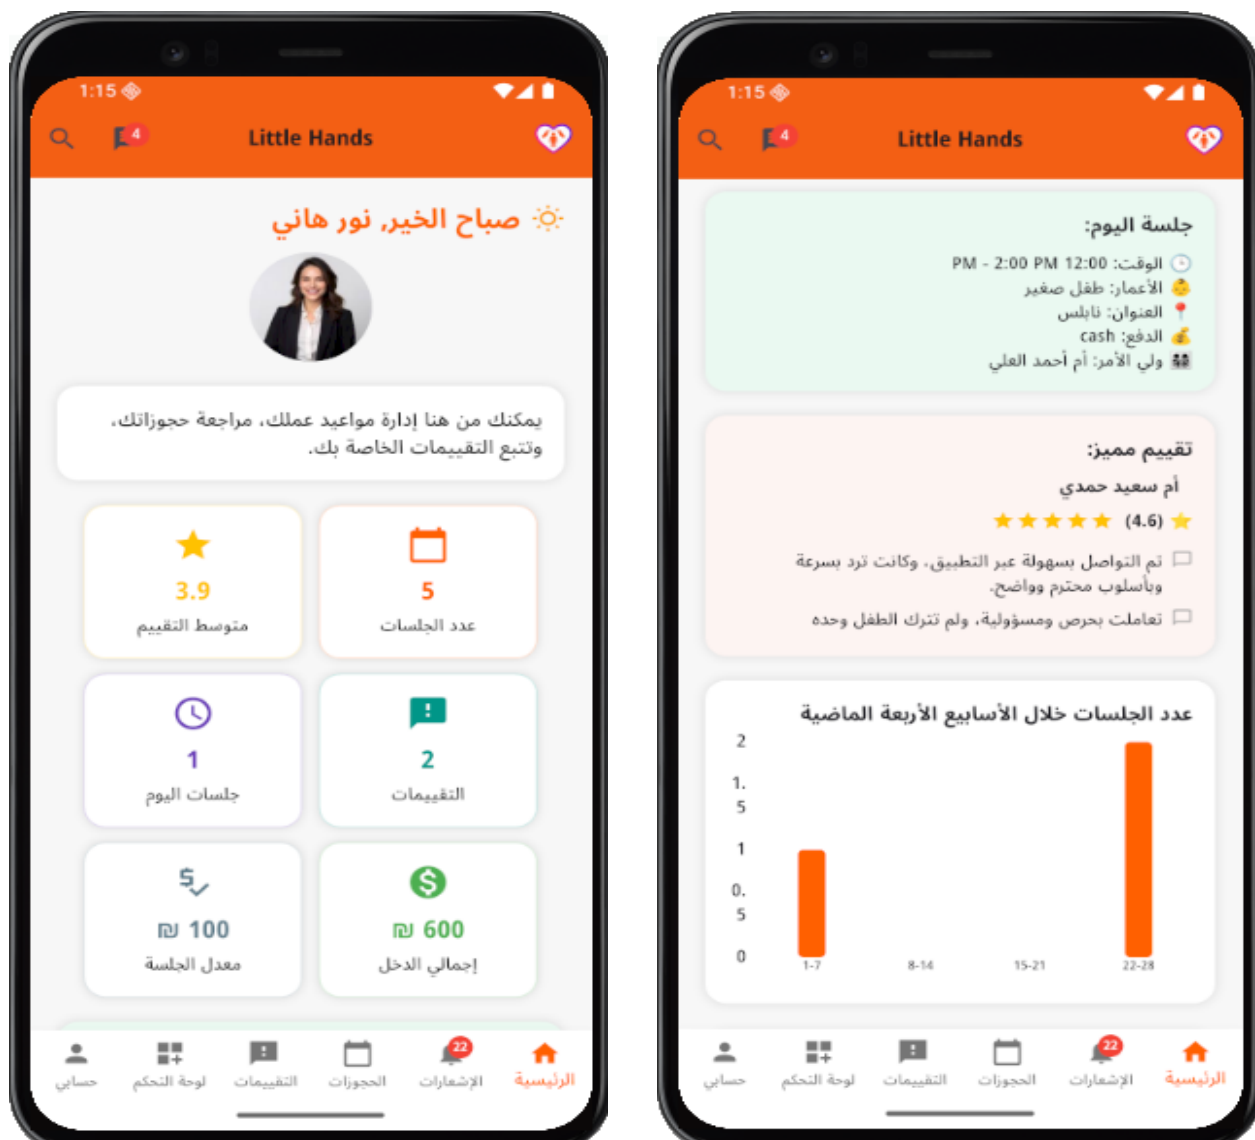 1:15
4
Little Hands
صباح الخير, نور هاني
يمكنك من هنا إدارة مواعيد عملك، مراجعة حجوزاتك،
وتتبع التقييمات الخاصة بك.
5
عدد الجلسات
3.9
متوسط التقييم
2
التقييمات
1
جلسات اليوم
600 ₪
إجمالي الدخل
100 ₪
معدل الجلسة
الرئيسية
22
الإشعارات
الحجوزات
التقييمات
لوحة التحكم
حسابي
1:15
4
Little Hands
جلسة اليوم:
الوقت: 12:00 PM - 2:00 PM
الأعمار: طفل صغير
العنوان: نابلس
الدفع: cash
ولي الأمر: أم أحمد العلي
تقييم مميز:
أم سعيد حمدي
(4.6)
تم التواصل بسهولة عبر التطبيق، وكانت ترد بسرعة
وبأسلوب محترم وواضح.
تعاملت بحرص ومسؤولية، ولم تترك الطفل وحده
عدد الجلسات خلال الأسابيع الأربعة الماضية
2
1.
5
1
0.
5
0
1-7
8-14
15-21
22-28
الرئيسية
22
الإشعارات
الحجوزات
التقييمات
لوحة التحكم
حسابي